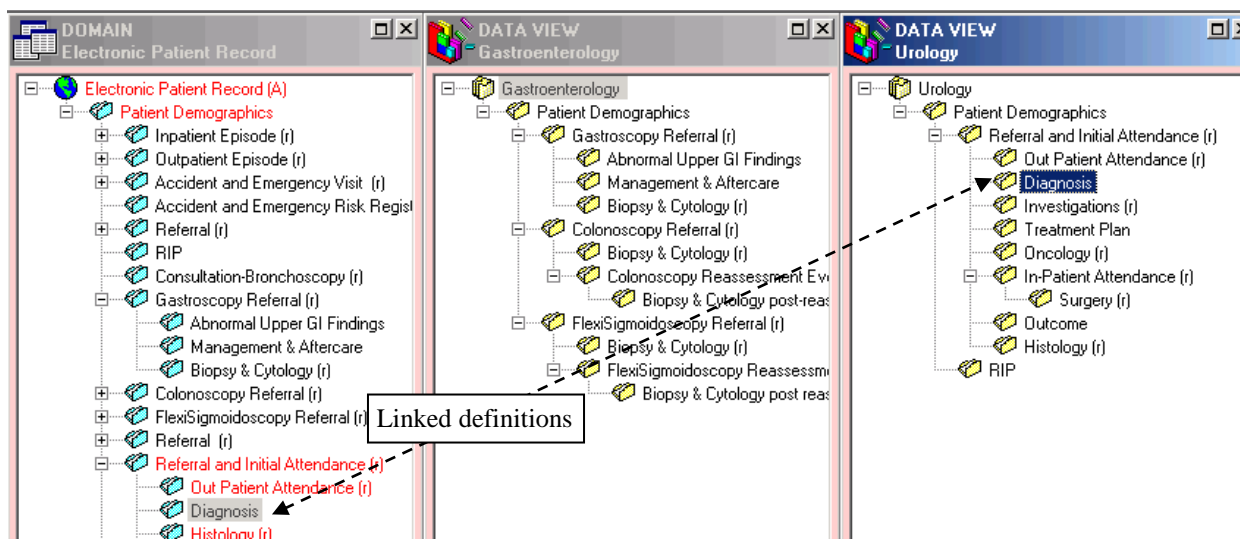 DOMAIN
Electronic Patient Record
Electronic Patient Record (A)
Patient Demographics
Inpatient Episode (r)
Outpatient Episode (r)
Accident and Emergency Visit (r)
Accident and Emergency Risk Regist
Referral (r)
RIP
Consultation-Bronchoscopy (r)
Gastroscopy Referral (r)
Abnormal Upper GI Findings
Management & Aftercare
Biopsy & Cytology (r)
Colonoscopy Referral (r)
FlexiSigmoidoscopy Referral (r)
Referral (r)
Referral and Initial Attendance (r)
Out Patient Attendance (r)
Diagnosis
Histology (r)
DATA VIEW
Gastroenterology
Gastroenterology
Patient Demographics
Gastroscopy Referral (r)
Abnormal Upper GI Findings
Management & Aftercare
Biopsy & Cytology (r)
Colonoscopy Referral (r)
Biopsy & Cytology (r)
Colonoscopy Reassessment Eve
Biopsy & Cytology post-reas
FlexiSigmoidoscopy Referral (r)
Biopsy & Cytology (r)
FlexiSigmoidoscopy Reassessm
Biopsy & Cytology post reas
Linked definitions
DATA VIEW
Urology
Urology
Patient Demographics
Referral and Initial Attendance (r)
Out Patient Attendance (r)
Diagnosis
Investigations (r)
Treatment Plan
Oncology (r)
In-Patient Attendance (r)
Surgery (r)
Outcome
Histology (r)
RIP